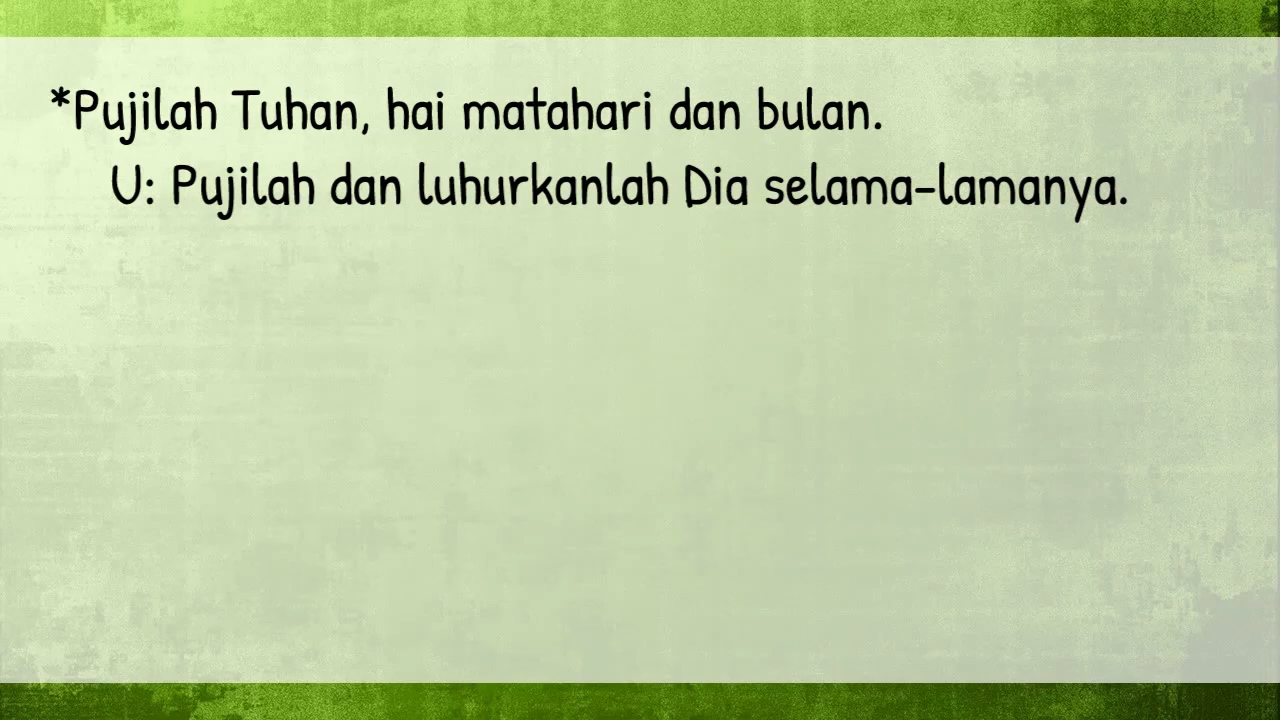 *Pujilah Tuhan, hai matahari dan bulan.
U: Pujilah dan luhurkanlah Dia selama-lamanya.